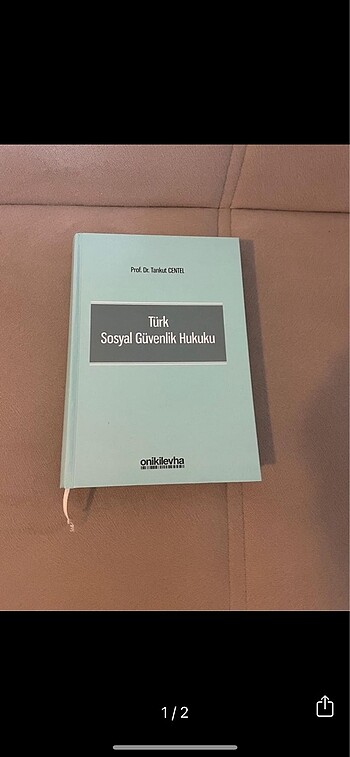 Prof. Dr. Tankut CENTEL
Türk
Sosyal Güvenlik Hukuku
onikilevha
1/2